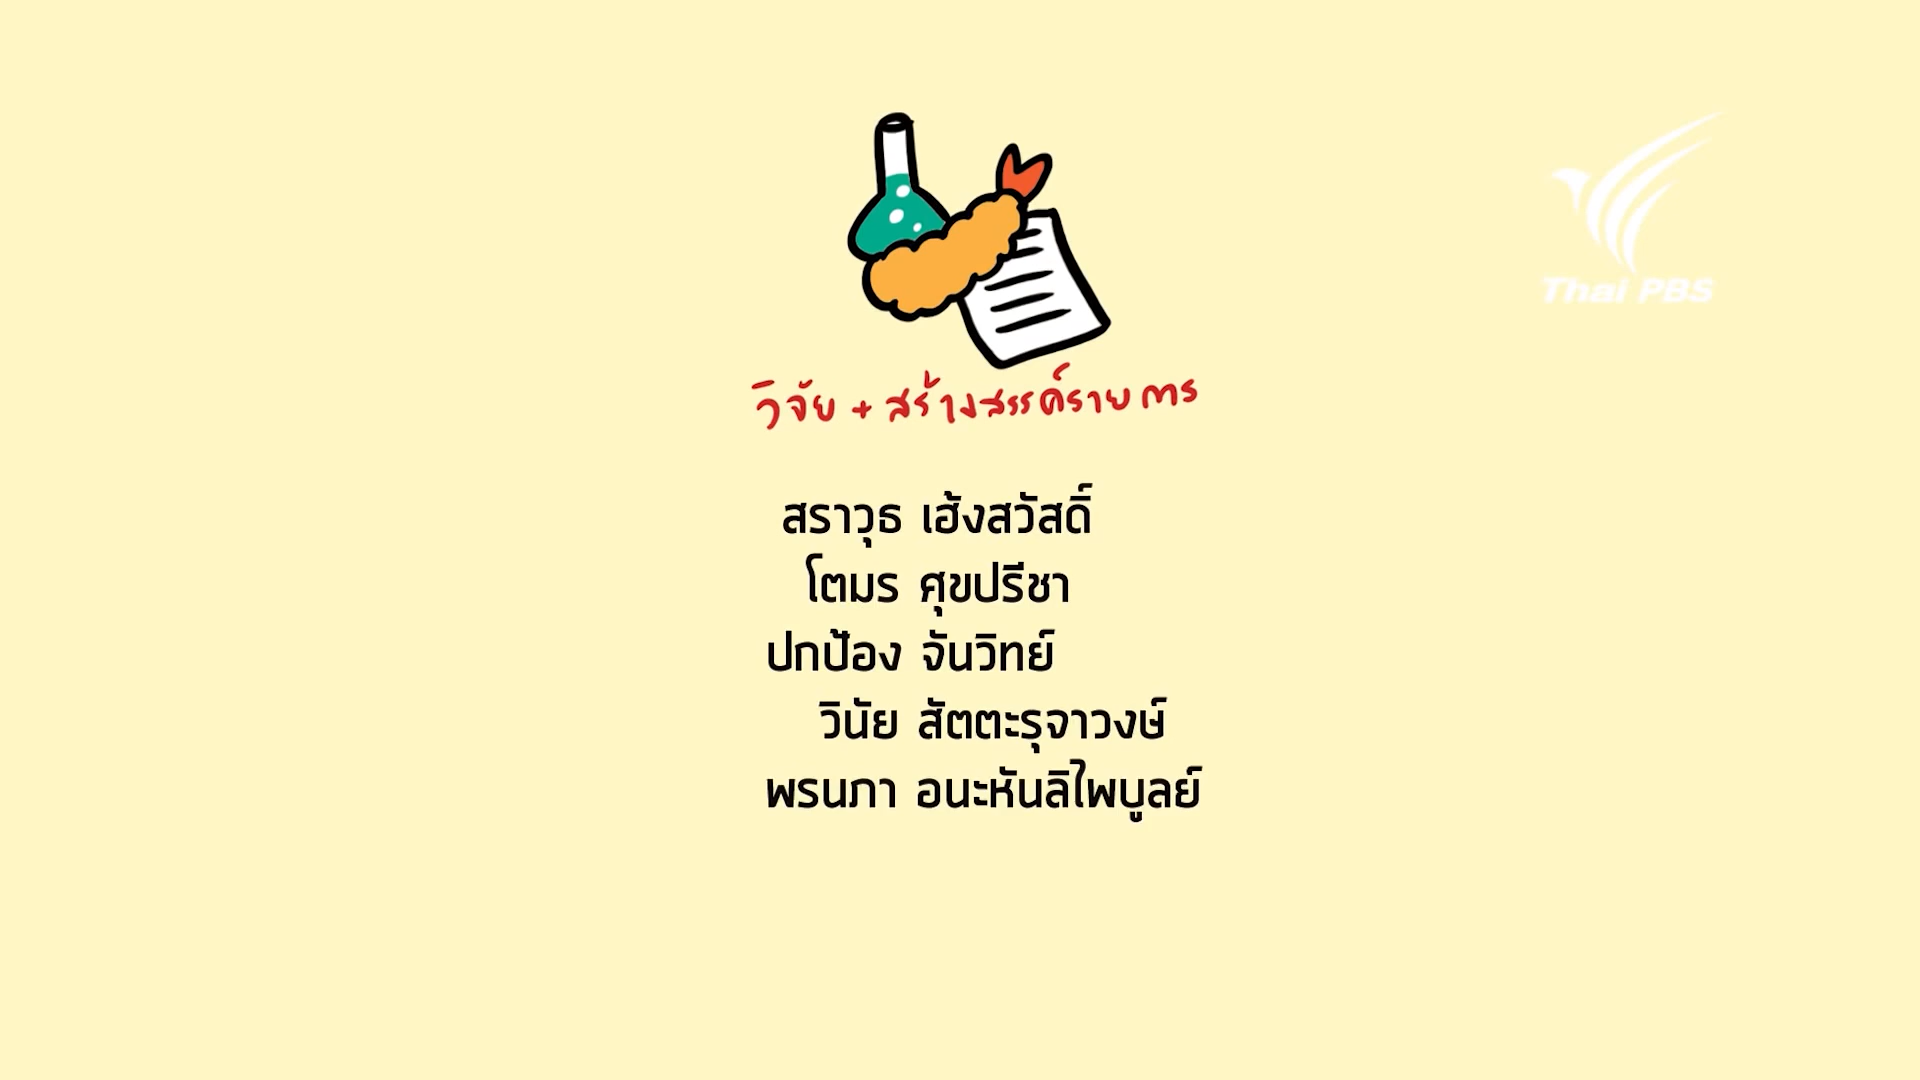 Thai PBS
วิจัย + สร้างสรรค์รายการ
สราวุธ เฮ้งสวัสดิ์
โตมร ศุขปรีชา
ปกป้อง จันวิทย์
วินัย สัตตะรุจาวงษ์
พรนภา อนะหันลิไพบูลย์